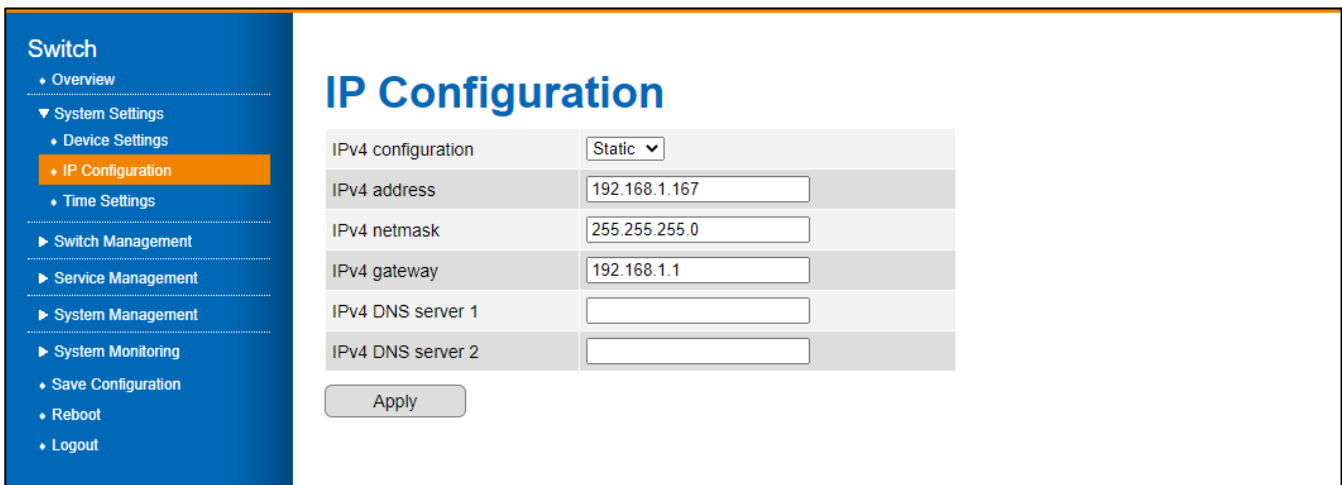 Switch
Overview
System Settings
Device Settings
IP Configuration
Time Settings
Switch Management
Service Management
System Management
System Monitoring
Save Configuration
Reboot
Logout
IP Configuration
IPv4 configuration Static
IPv4 address 192.168.1.167
IPv4 netmask 255.255.255.0
IPv4 gateway 192.168.1.1
IPv4 DNS server 1
IPv4 DNS server 2
Apply